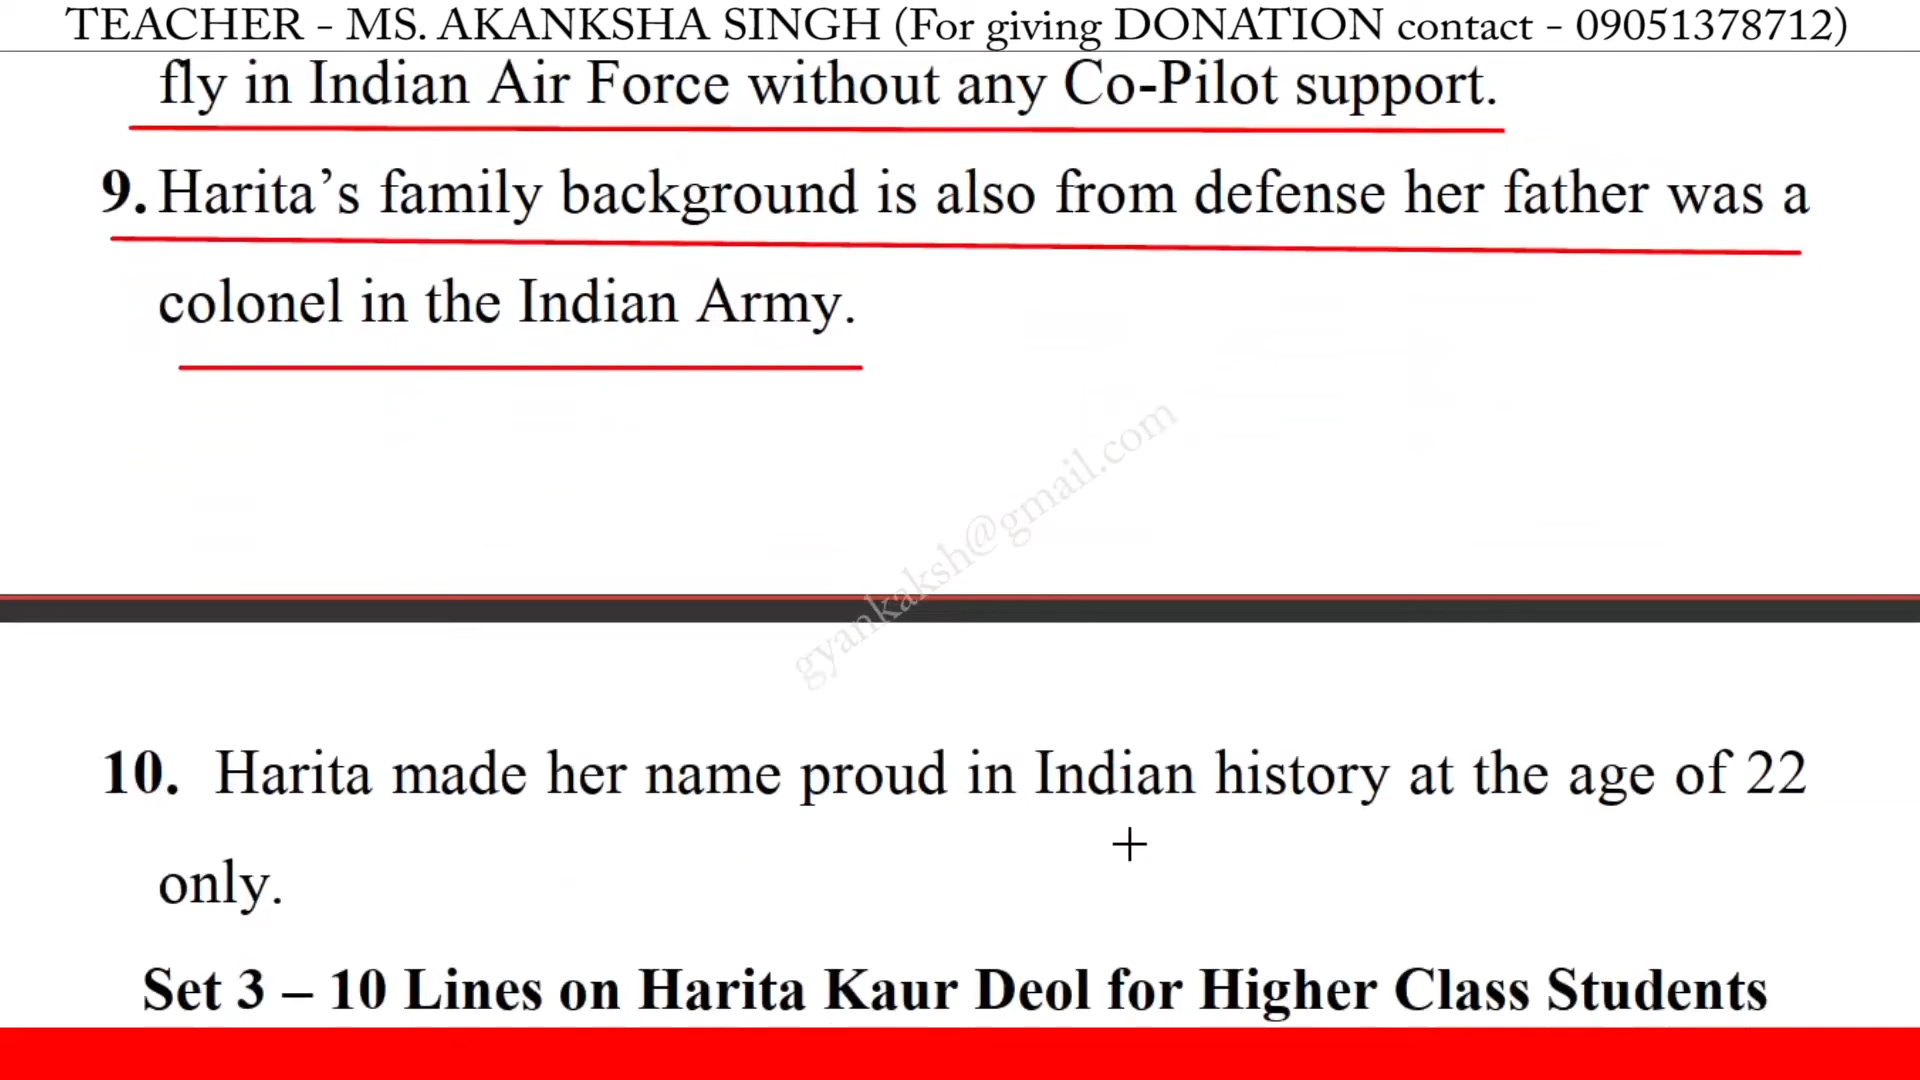 TEACHER - MS. AKANKSHA SINGH (For giving DONATION contact - 09051378712)
fly in Indian Air Force without any Co-Pilot support.
9. Harita’s family background is also from defense her father was a
colonel in the Indian Army.
gyankaksh@gmail.com
10. Harita made her name proud in Indian history at the age of 22
only.
Set 3 – 10 Lines on Harita Kaur Deol for Higher Class Students